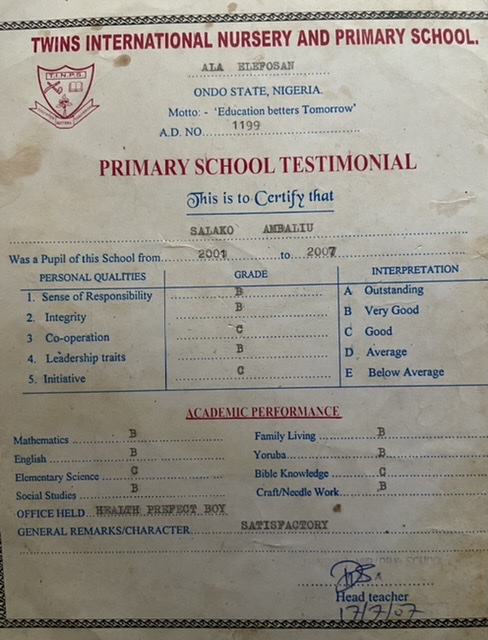 TWINS INTERNATIONAL NURSERY AND PRIMARY SCHOOL.
T.I.N.P.S
ALA ELEFOSAN
ONDO STATE, NIGERIA.
Motto: - 'Education betters Tomorrow'
A.D. NO. 1199
PRIMARY SCHOOL TESTIMONIAL
This is to Certify that
SALAKO AMBALIU
Was a Pupil of this School from 2001 to 2007
PERSONAL QUALITIES GRADE INTERPRETATION
1. Sense of Responsibility B A Outstanding
2. Integrity B B Very Good
3 Co-operation C C Good
4. Leadership traits B D Average
5. Initiative C E Below Average
ACADEMIC PERFORMANCE
Mathematics B Family Living B
English B Yoruba B
Elementary Science C Bible Knowledge C
Social Studies B Craft/Needle Work B
OFFICE HELD HEALTH PREFECT BOY
GENERAL REMARKS/CHARACTER SATISFACTORY
Head teacher
17/7/07